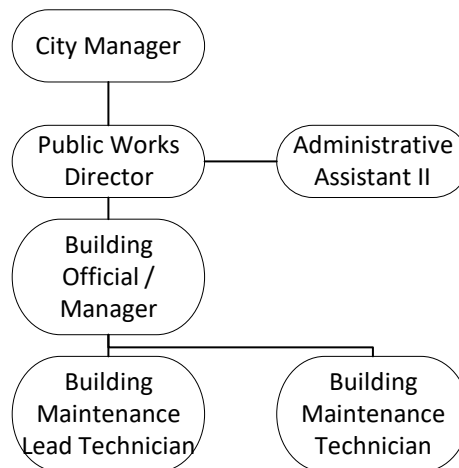 City Manager
Public Works
Director
Administrative
Assistant II
Building
Official /
Manager
Building
Maintenance
Lead Technician
Building
Maintenance
Technician